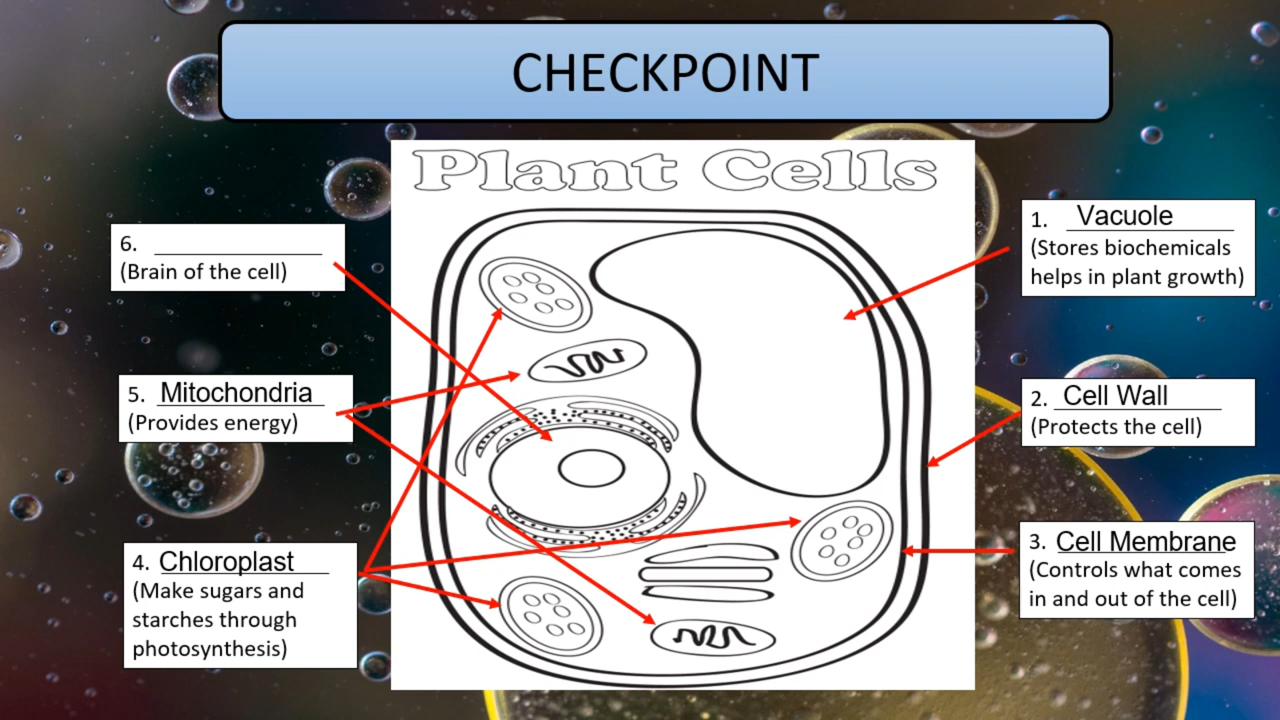 CHECKPOINT
Plant Cells
6. ______________
(Brain of the cell)
5. Mitochondria
(Provides energy)
4. Chloroplast
(Make sugars and
starches through
photosynthesis)
1. Vacuole
(Stores biochemicals
helps in plant growth)
2. Cell Wall
(Protects the cell)
3. Cell Membrane
(Controls what comes
in and out of the cell)